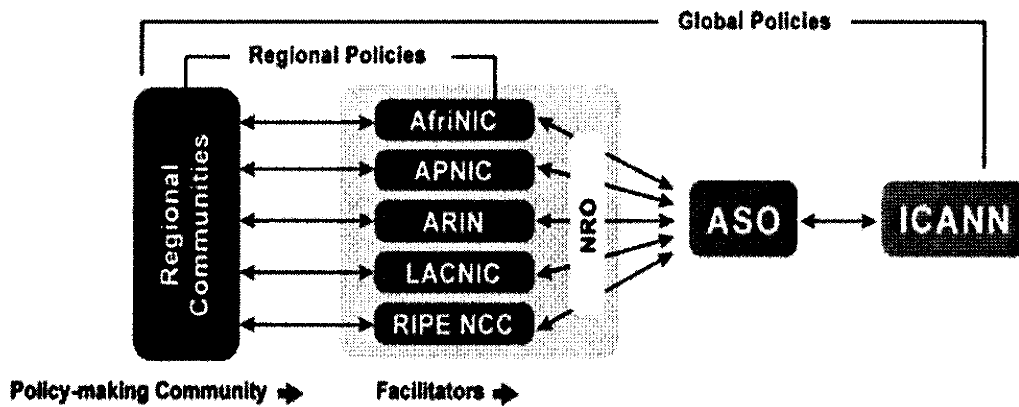 Global Policies
Regional Policies
Regional
Communities
AfriNIC
APNIC
ARIN
LACNIC
RIPE NCC
NRO
ASO
ICANN
Policy-making Community
Facilitators